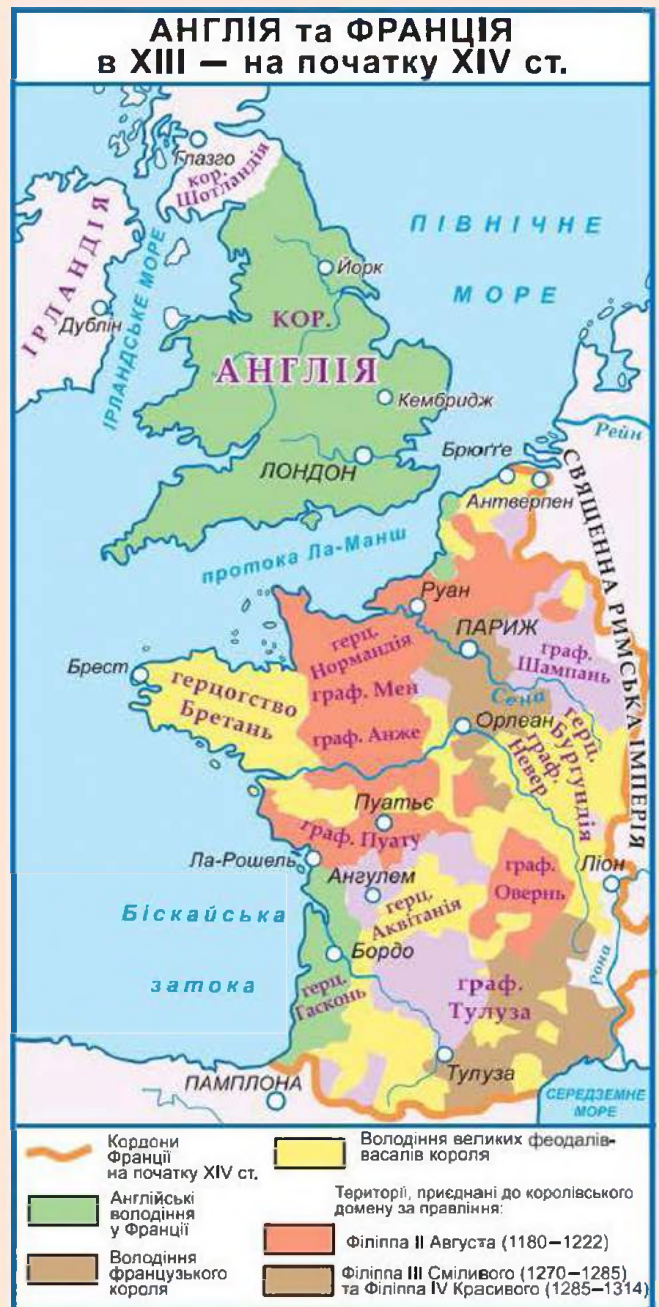 АНГЛІЯ та ФРАНЦІЯ
в XIII — на початку XIV ст.
Глазго
кор.
Шотландія
ІРЛАНДІЯ
Дублін
ІРЛАНДСЬКЕ МОРЕ
ПІВНІЧНЕ
МОРЕ
Йорк
КОР.
АНГЛІЯ
Кембридж
ЛОНДОН
Брюґґе
Рейн
Антверпен
СВЯЩЕННА РИМСЬКА ІМПЕРІЯ
протока Ла-Манш
Руан
ПАРИЖ
герц.
Нормандія
граф. Мен
граф. Анже
граф.
Шампань
Сена
Брест
герцогство
Бретань
Орлеан
герц.
Бургундія
граф.
Невер
Пуатьє
граф. Пуату
Ла-Рошель
Ангулем
герц.
Аквітанія
граф.
Овернь
Ліон
Біскайська
затока
Бордо
герц.
Гасконь
граф.
Тулуза
Рона
Тулуза
ПАМПЛОНА
СЕРЕДЗЕМНЕ
МОРЕ
Кордони
Франції
на початку XIV ст.
Англійські
володіння
у Франції
Володіння
французького
короля
Володіння великих феодалів-
васалів короля
Території, приєднані до королівського
домену за правління:
Філіппа II Августа (1180–1222)
Філіппа III Сміливого (1270–1285)
та Філіппа IV Красивого (1285–1314)